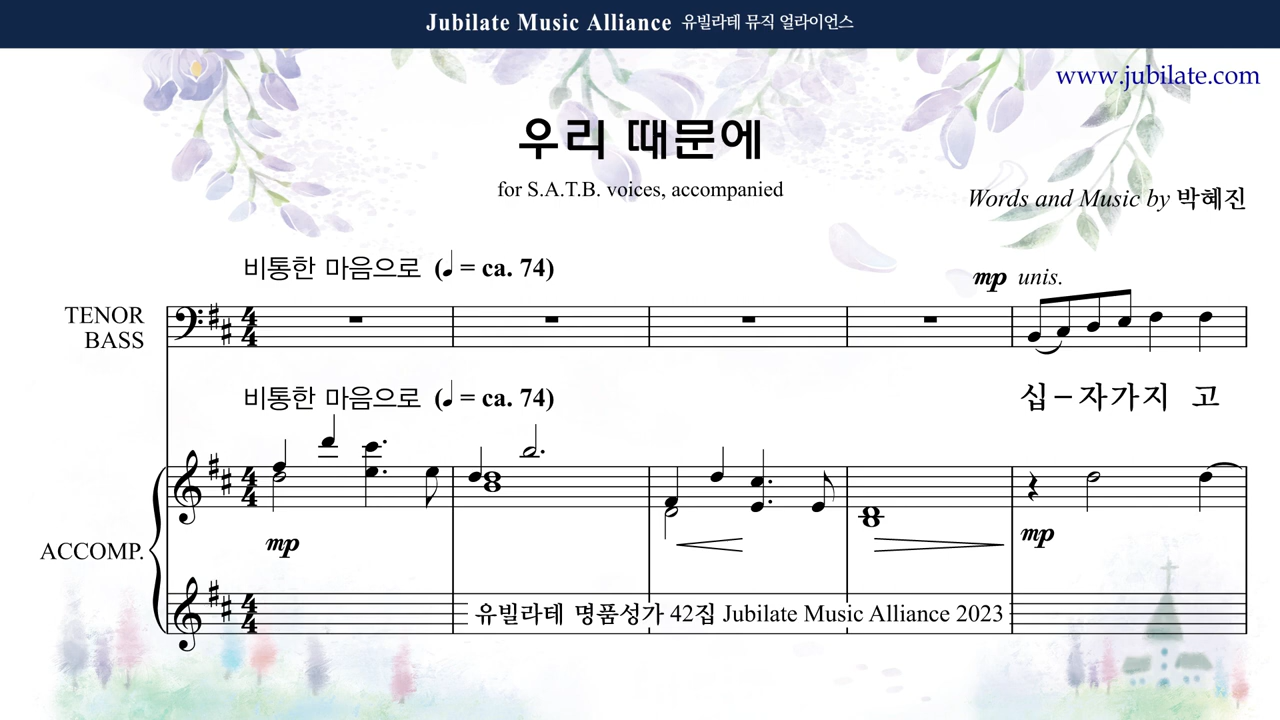 Jubilate Music Alliance 유빌라테 뮤직 얼라이언스
www.jubilate.com
우리 때문에
for S.A.T.B. voices, accompanied
Words and Music by 박혜진
비통한 마음으로 (♩ = ca. 74)
mp unis.
TENOR
BASS
십－자가지 고
비통한 마음으로 (♩ = ca. 74)
ACCOMP.
mp
mp
유빌라테 명품성가 42집 Jubilate Music Alliance 2023